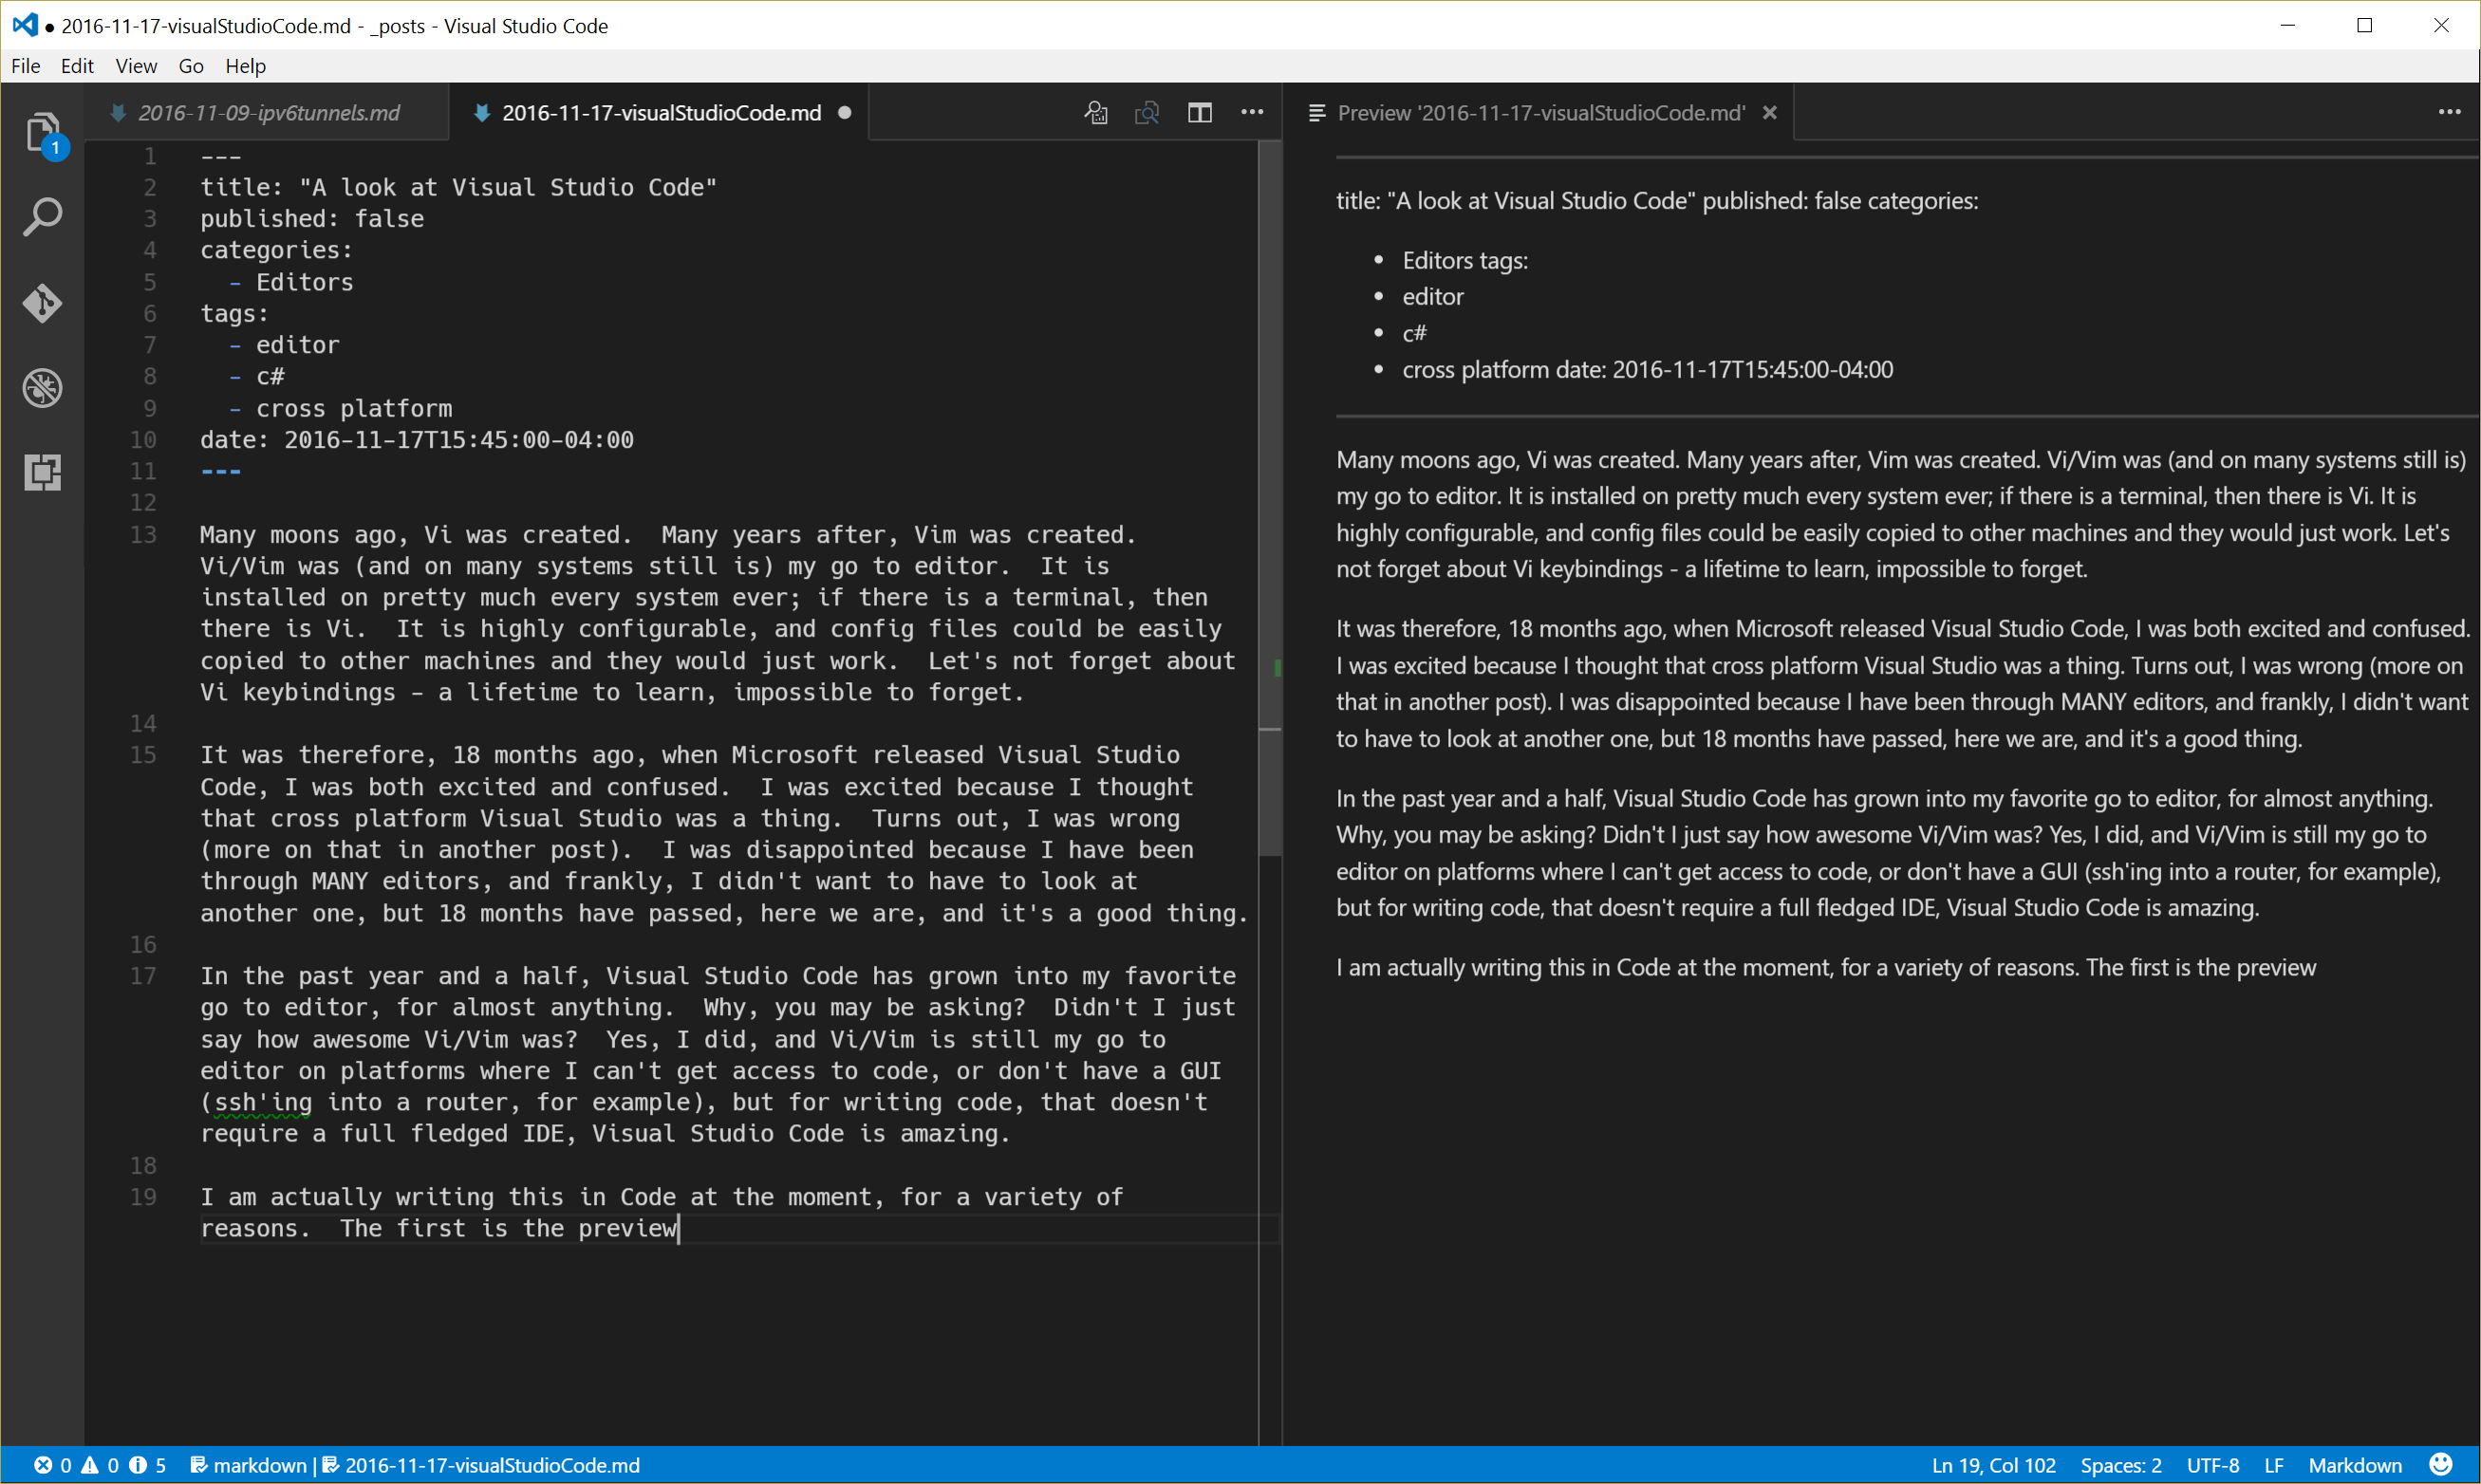 ● 2016-11-17-visualStudioCode.md - _posts - Visual Studio Code
File Edit View Go Help
2016-11-09-ipv6tunnels.md
2016-11-17-visualStudioCode.md
Preview '2016-11-17-visualStudioCode.md'
1
1 ---
2 title: "A look at Visual Studio Code"
3 published: false
4 categories:
5   - Editors
6 tags:
7   - editor
8   - c#
9   - cross platform
10 date: 2016-11-17T15:45:00-04:00
11 ---
12
13 Many moons ago, Vi was created.  Many years after, Vim was created.
Vi/Vim was (and on many systems still is) my go to editor.  It is
installed on pretty much every system ever; if there is a terminal, then
there is Vi.  It is highly configurable, and config files could be easily
copied to other machines and they would just work.  Let's not forget about
Vi keybindings - a lifetime to learn, impossible to forget.
14
15 It was therefore, 18 months ago, when Microsoft released Visual Studio
Code, I was both excited and confused.  I was excited because I thought
that cross platform Visual Studio was a thing.  Turns out, I was wrong
(more on that in another post).  I was disappointed because I have been
through MANY editors, and frankly, I didn't want to have to look at
another one, but 18 months have passed, here we are, and it's a good thing.
16
17 In the past year and a half, Visual Studio Code has grown into my favorite
go to editor, for almost anything.  Why, you may be asking?  Didn't I just
say how awesome Vi/Vim was?  Yes, I did, and Vi/Vim is still my go to
editor on platforms where I can't get access to code, or don't have a GUI
(ssh'ing into a router, for example), but for writing code, that doesn't
require a full fledged IDE, Visual Studio Code is amazing.
18
19 I am actually writing this in Code at the moment, for a variety of
reasons.  The first is the preview
title: "A look at Visual Studio Code" published: false categories:
• Editors tags:
• editor
• c#
• cross platform date: 2016-11-17T15:45:00-04:00
Many moons ago, Vi was created. Many years after, Vim was created. Vi/Vim was (and on many systems still is)
my go to editor. It is installed on pretty much every system ever; if there is a terminal, then there is Vi. It is
highly configurable, and config files could be easily copied to other machines and they would just work. Let's
not forget about Vi keybindings - a lifetime to learn, impossible to forget.
It was therefore, 18 months ago, when Microsoft released Visual Studio Code, I was both excited and confused.
I was excited because I thought that cross platform Visual Studio was a thing. Turns out, I was wrong (more on
that in another post). I was disappointed because I have been through MANY editors, and frankly, I didn't want
to have to look at another one, but 18 months have passed, here we are, and it's a good thing.
In the past year and a half, Visual Studio Code has grown into my favorite go to editor, for almost anything.
Why, you may be asking? Didn't I just say how awesome Vi/Vim was? Yes, I did, and Vi/Vim is still my go to
editor on platforms where I can't get access to code, or don't have a GUI (ssh'ing into a router, for example),
but for writing code, that doesn't require a full fledged IDE, Visual Studio Code is amazing.
I am actually writing this in Code at the moment, for a variety of reasons. The first is the preview
0 0 5 markdown | 2016-11-17-visualStudioCode.md
Ln 19, Col 102 Spaces: 2 UTF-8 LF Markdown